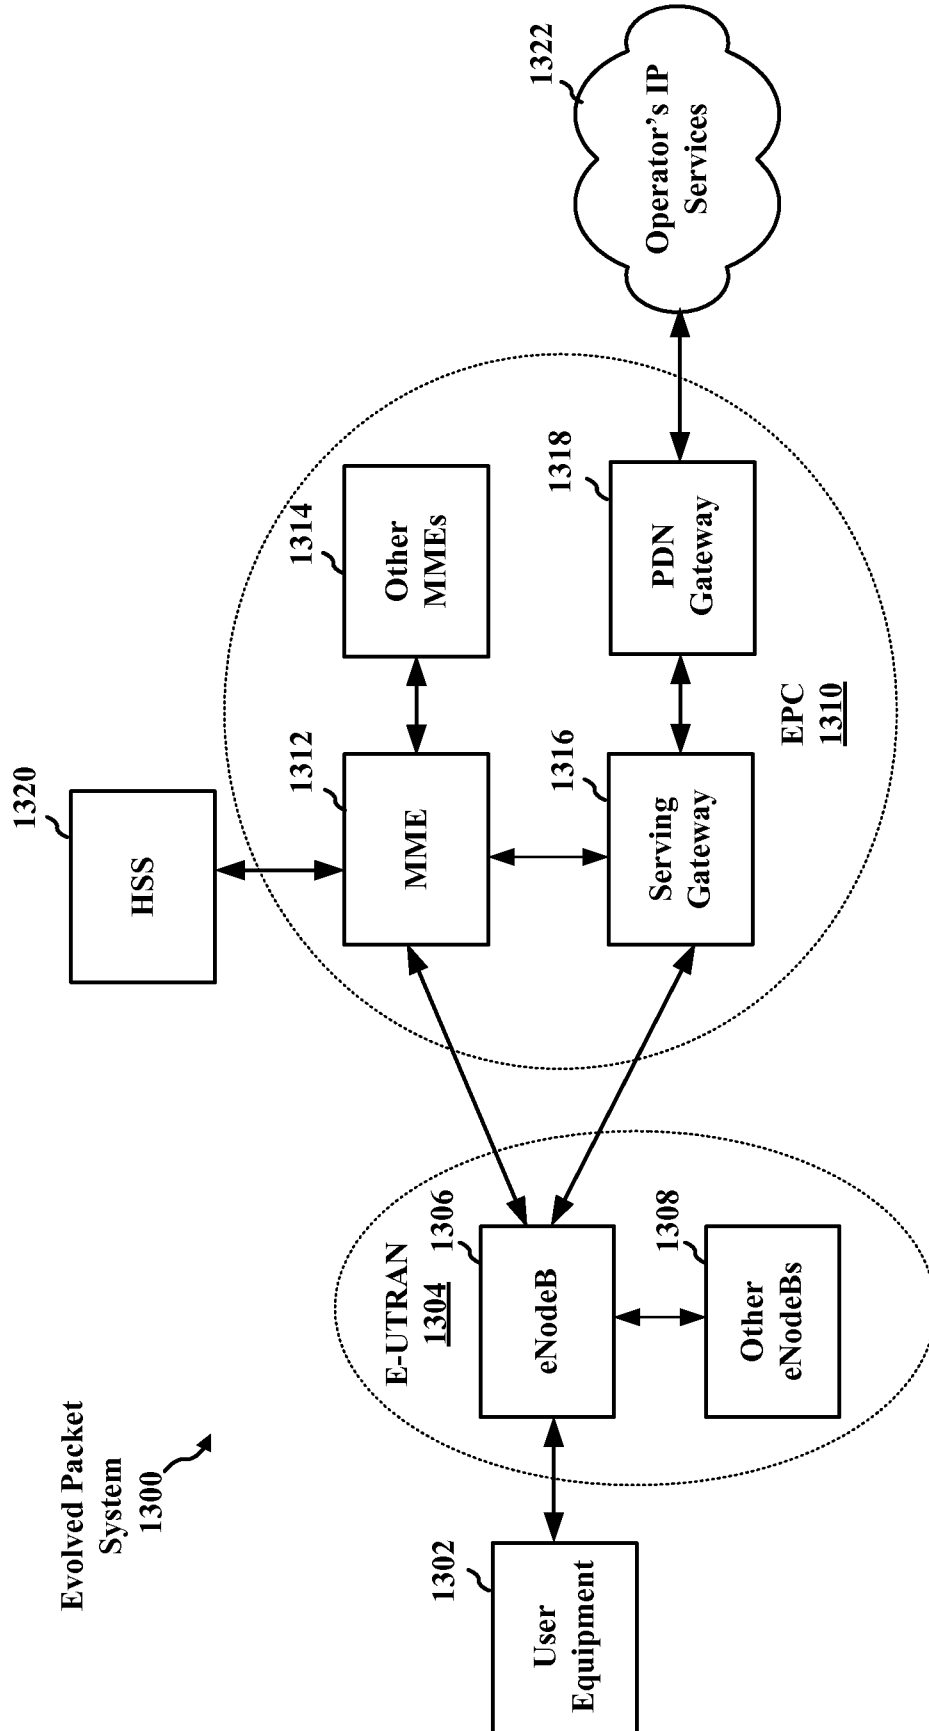 Evolved Packet
System
1300
1302
User
Equipment
E-UTRAN
1304
1306
eNodeB
1308
Other
eNodeBs
1320
HSS
1312
MME
1314
Other
MMEs
1316
Serving
Gateway
1318
PDN
Gateway
EPC
1310
1322
Operator's IP
Services